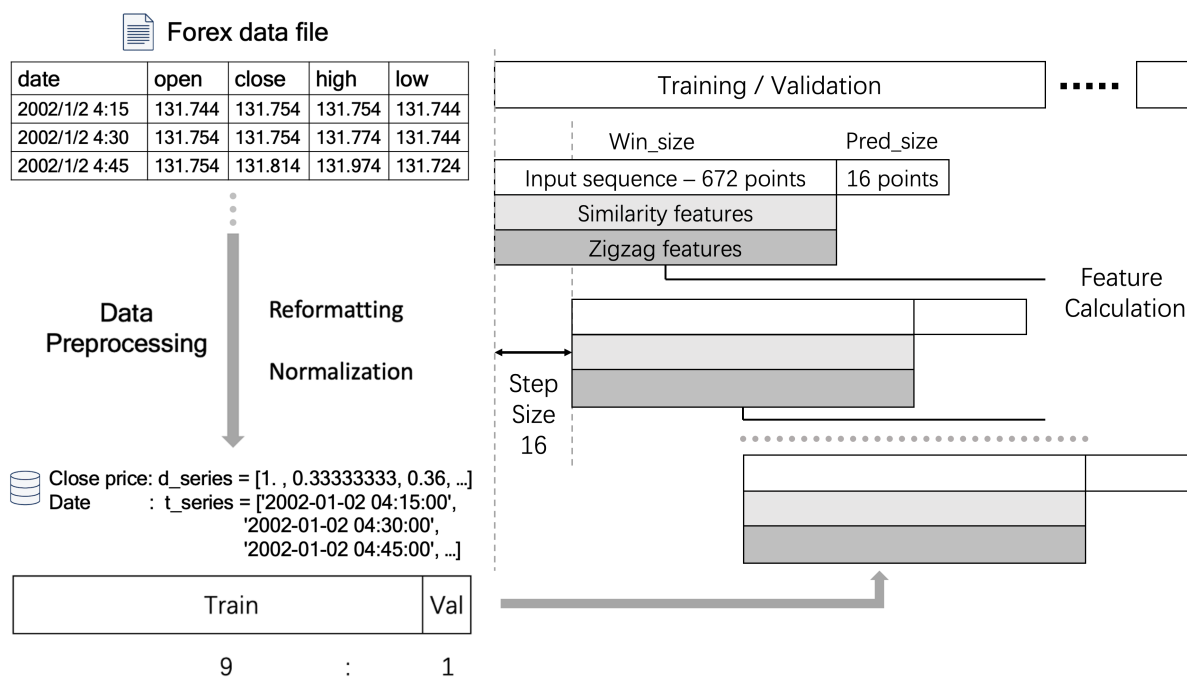 Forex data file
date open close high low
2002/1/2 4:15 131.744 131.754 131.754 131.744
2002/1/2 4:30 131.754 131.754 131.774 131.744
2002/1/2 4:45 131.754 131.814 131.974 131.724
Data
Preprocessing
Reformatting
Normalization
Close price: d_series = [1. , 0.33333333, 0.36, ...]
Date : t_series = ['2002-01-02 04:15:00',
'2002-01-02 04:30:00',
'2002-01-02 04:45:00', ...]
Train Val
9 : 1
Training / Validation
Win_size Pred_size
Input sequence – 672 points 16 points
Similarity features
Zigzag features
Feature
Calculation
Step
Size
16